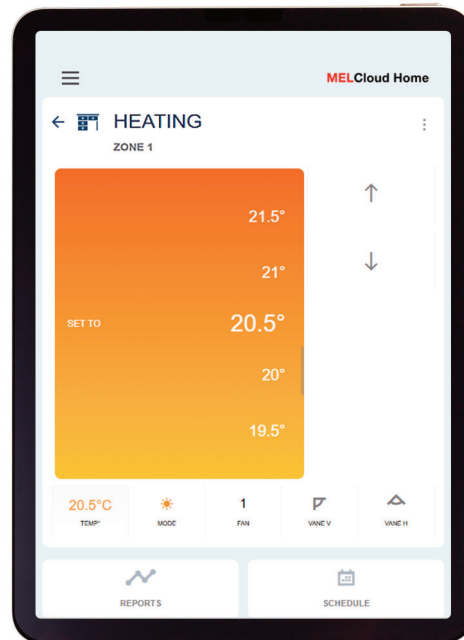 MELCloud Home
HEATING
ZONE 1
21.5°
21°
SET TO 20.5°
20°
19.5°
20.5°C 1
TEMP° MODE FAN VANE V VANE H
REPORTS SCHEDULE